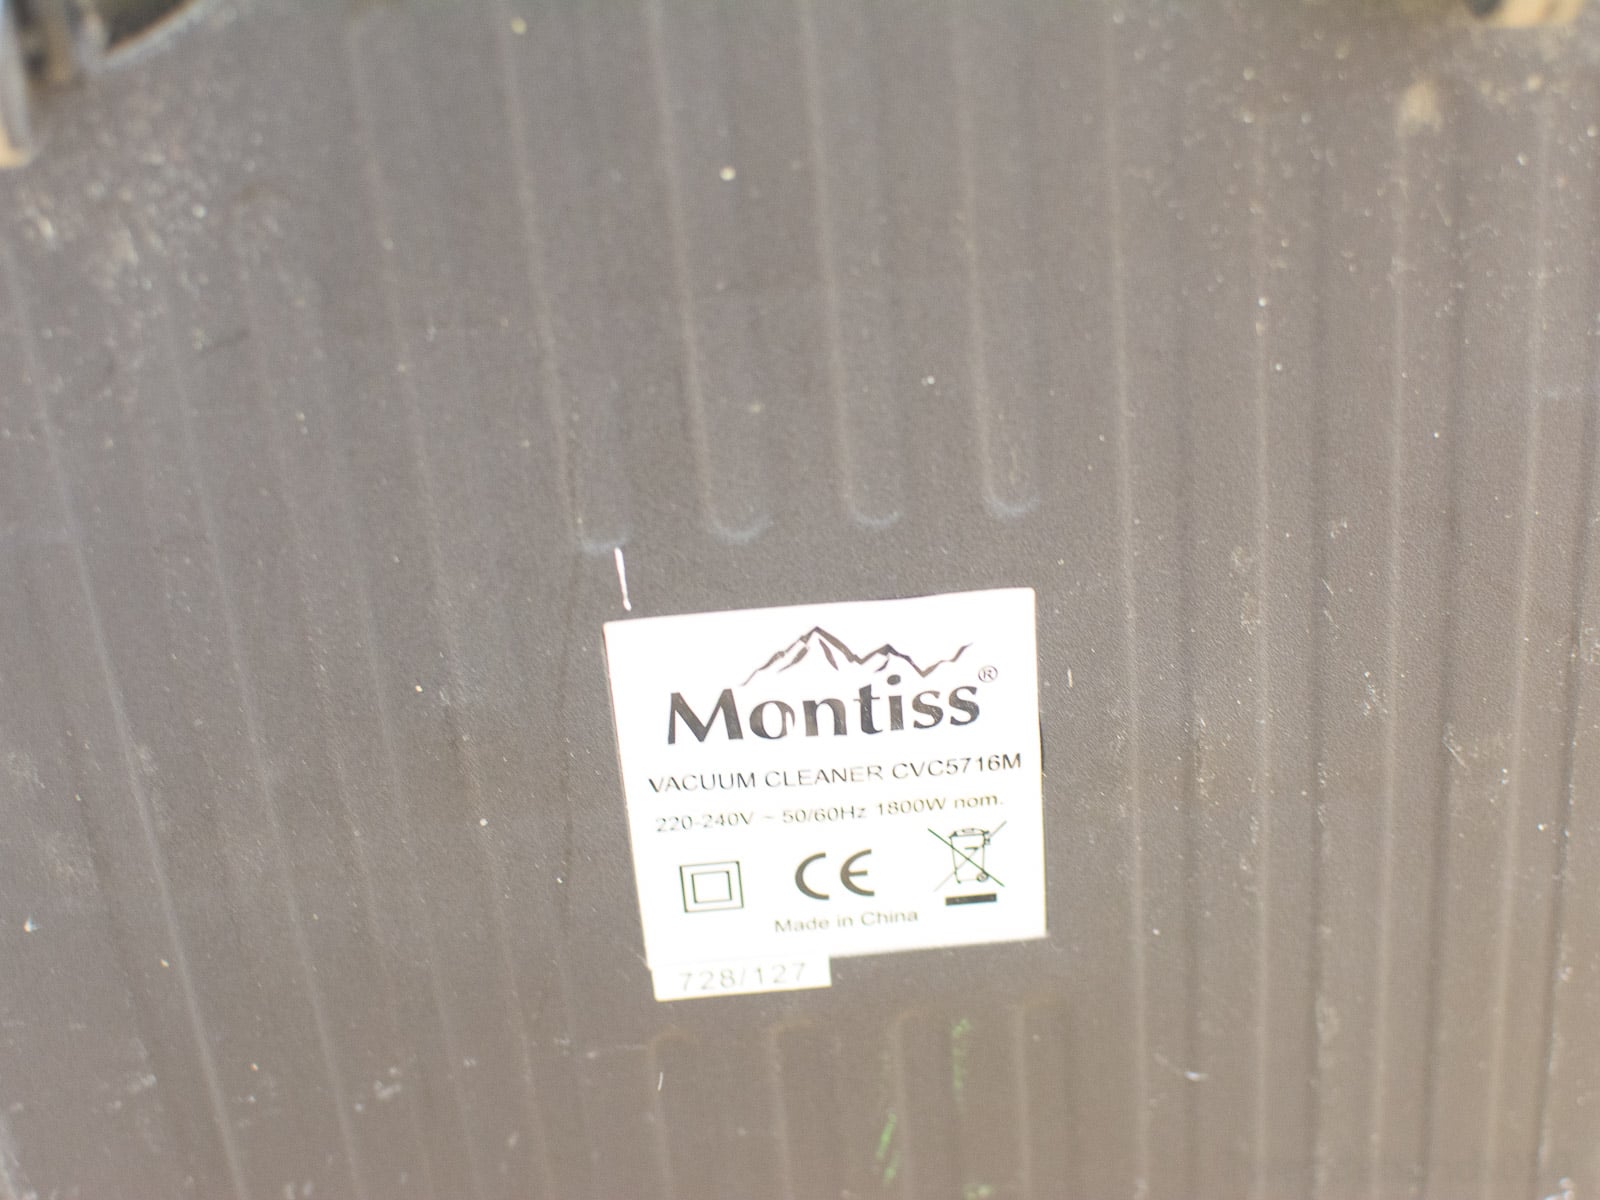 Montiss®
VACUUM CLEANER CVC5716M
220-240V ~ 50/60Hz 1800W nom.
CE
Made in China
728/127